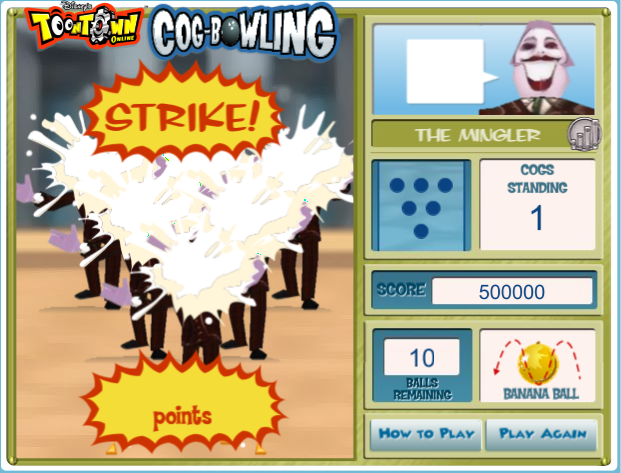 Disney's
TOONTOWN
ONLINE
COG-BOWLING
STRIKE!
points
THE MINGLER
COGS
STANDING
1
SCORE
500000
10
BALLS
REMAINING
BANANA BALL
HOW TO PLAY
PLAY AGAIN